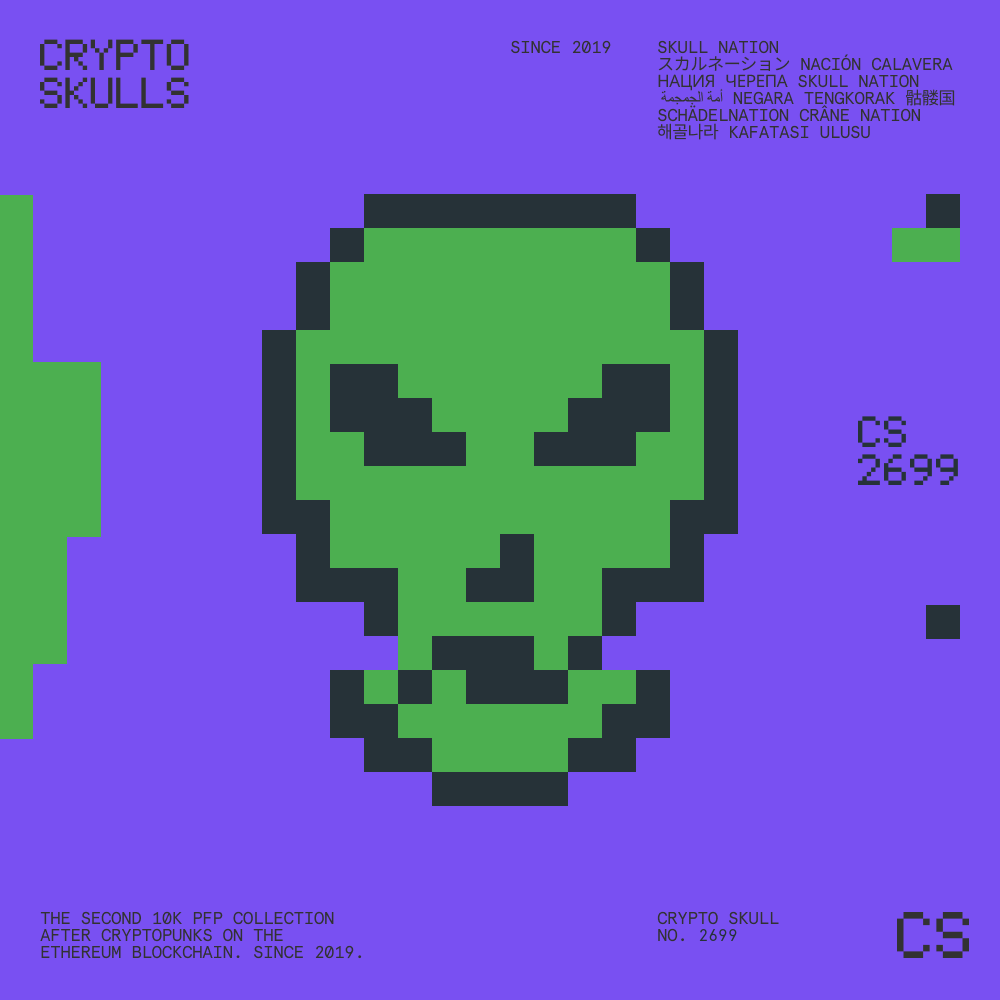 CRYPTO
SKULLS
SINCE 2019
SKULL NATION
スカルネーション NACIÓN CALAVERA
НАЦИЯ ЧЕРЕПА SKULL NATION
أمة الجمجمة NEGARA TENGKORAK 骷髅国
SCHÄDELNATION CRÂNE NATION
해골나라 KAFATASI ULUSU
CS
2699
THE SECOND 10K PFP COLLECTION
AFTER CRYPTOPUNKS ON THE
ETHEREUM BLOCKCHAIN. SINCE 2019.
CRYPTO SKULL
NO. 2699
CS